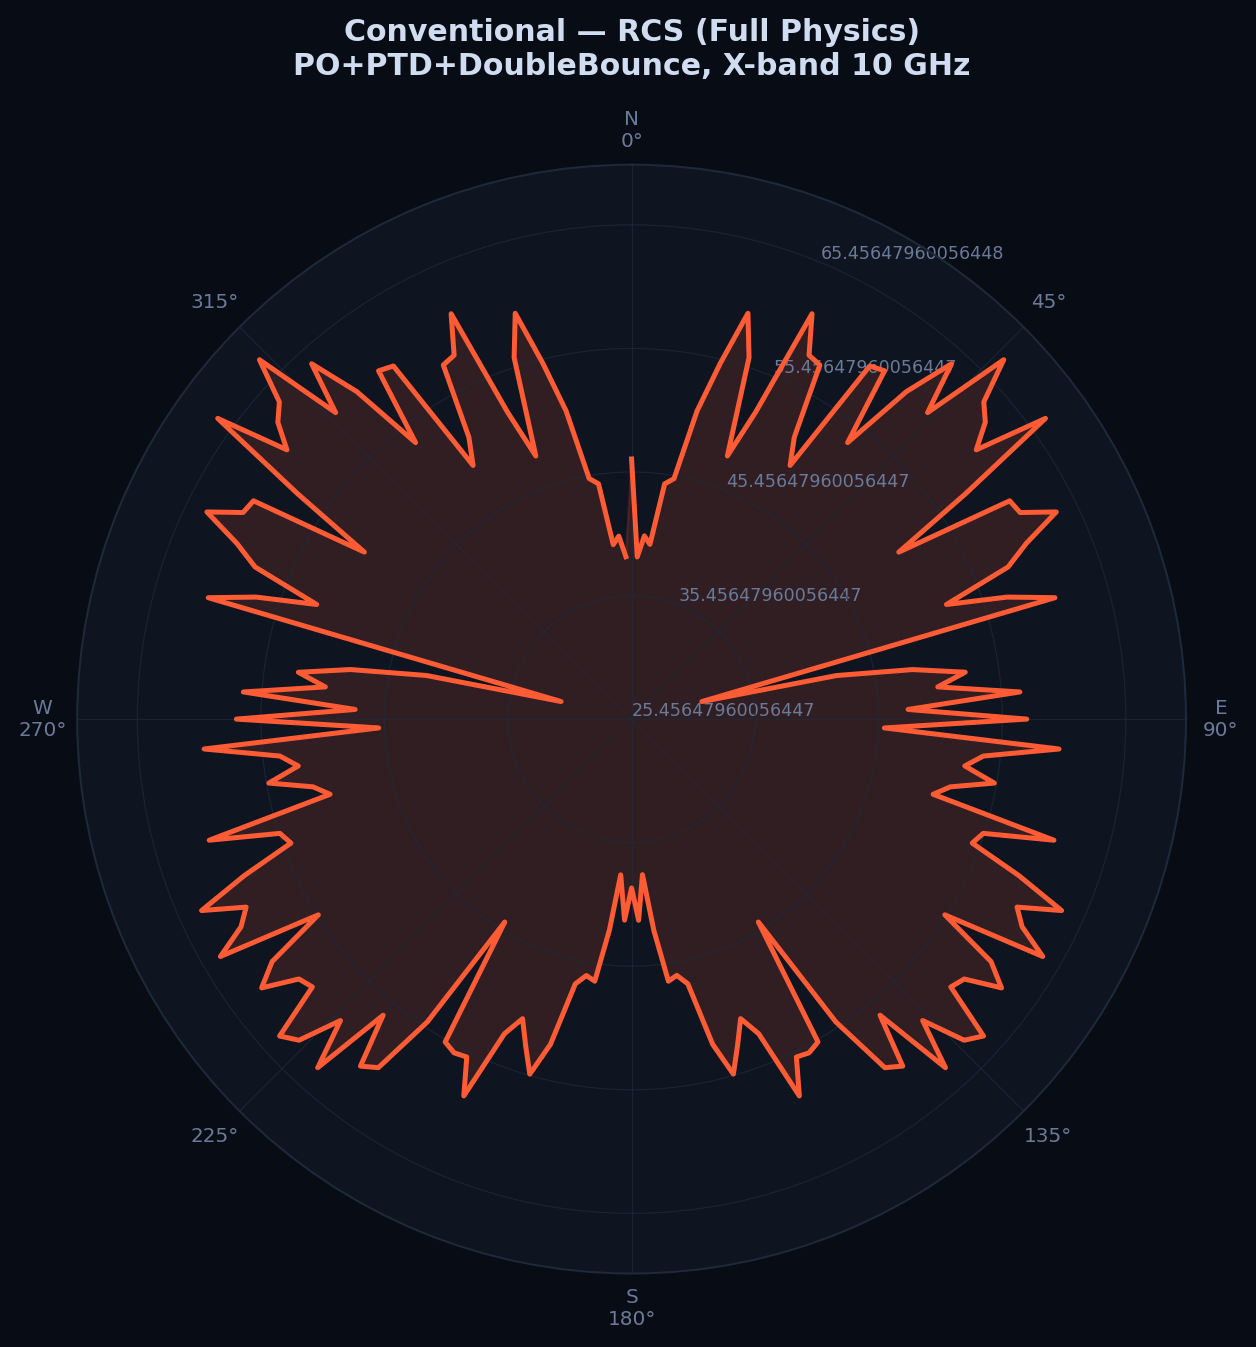 Conventional — RCS (Full Physics)
PO+PTD+DoubleBounce, X-band 10 GHz
N
0°
65.45647960056448
315°
45°
55.45647960056447
45.45647960056447
35.45647960056447
W
270°
25.45647960056447
E
90°
225°
135°
S
180°